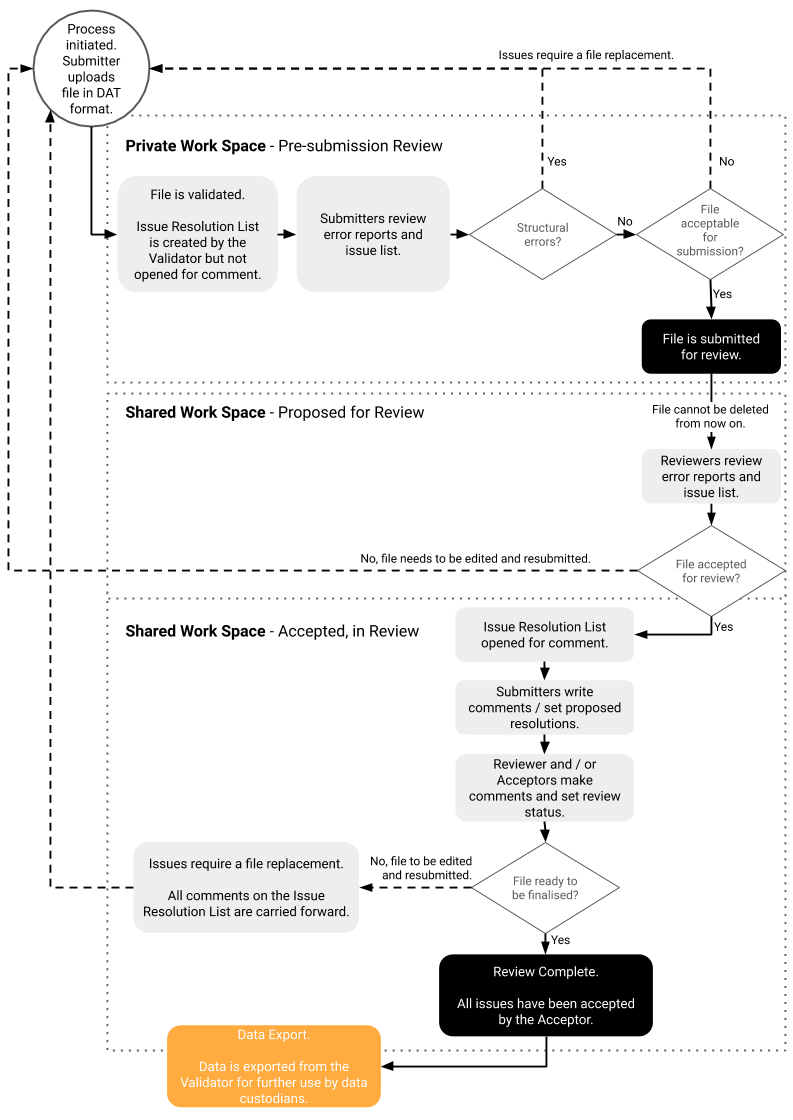 Process
initiated.
Submitter
uploads
file in DAT
format.
Issues require a file replacement.
Private Work Space - Pre-submission Review
Yes
No
File is validated.
Issue Resolution List
is created by the
Validator but not
opened for comment.
Submitters review
error reports and
issue list.
Structural
errors?
No
File
acceptable
for
submission?
Yes
File is submitted
for review.
Shared Work Space - Proposed for Review
File cannot be deleted
from now on.
Reviewers review
error reports and
issue list.
No, file needs to be edited and resubmitted.
File accepted
for review?
Yes
Shared Work Space - Accepted, in Review
Issue Resolution List
opened for comment.
Submitters write
comments / set proposed
resolutions.
Reviewer and / or
Acceptors make
comments and set review
status.
No, file to be edited
and resubmitted.
File ready to
be finalised?
Issues require a file replacement.
All comments on the Issue
Resolution List are carried forward.
Yes
Review Complete.
All issues have been accepted
by the Acceptor.
Data Export.
Data is exported from the
Validator for further use by data
custodians.